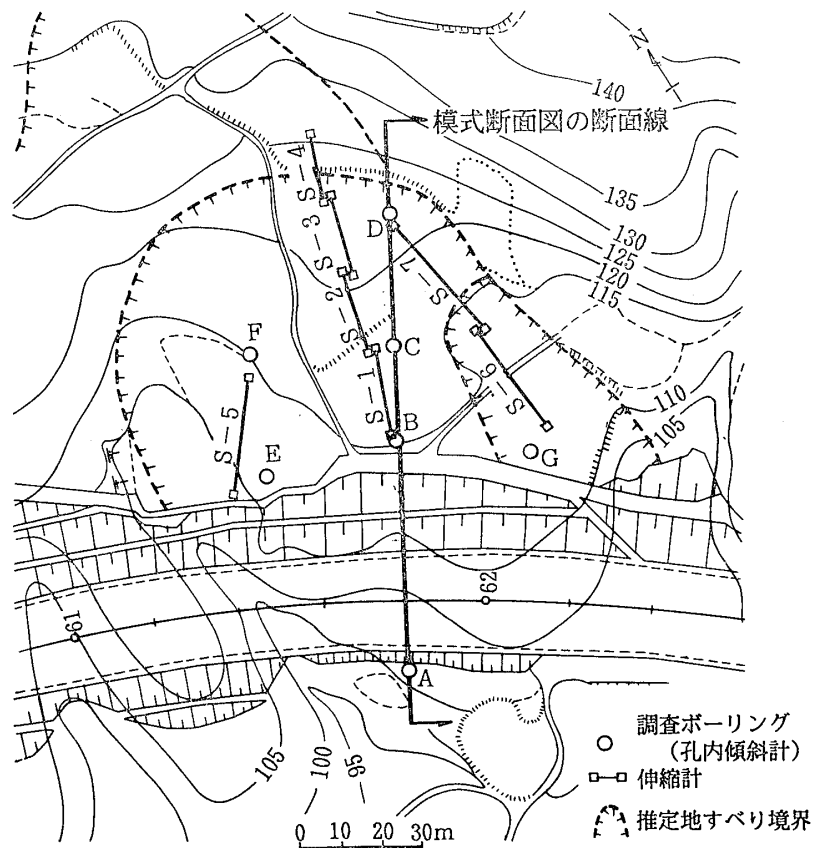 N
140
模式断面図の断面線
135
130
125
120
115
110
105
S-4
S-3
S-2
S-1
D
S-7
C
F
B
S-6
S-5
E
G
62
61
A
105
100
95
調査ボーリング
(孔内傾斜計)
伸縮計
推定地すべり境界
0 10 20 30m